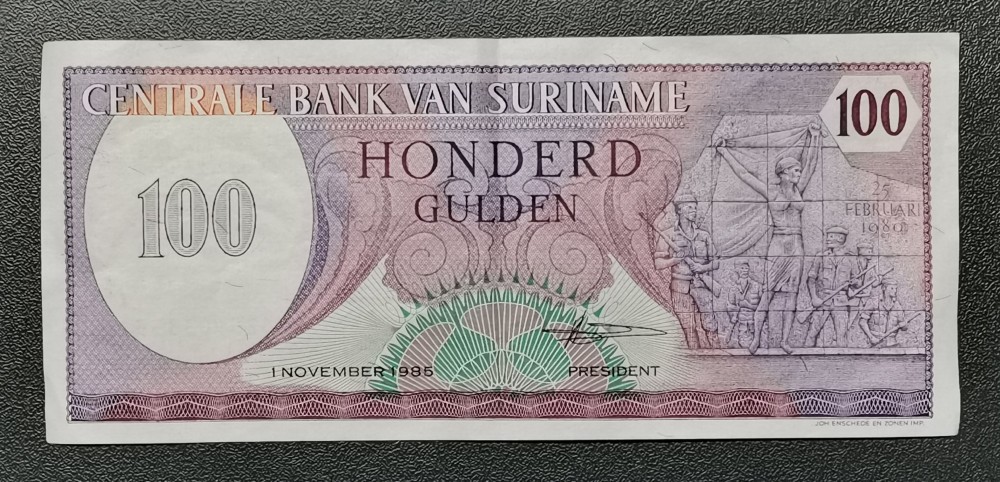 CENTRALE BANK VAN SURINAME
100
HONDERD
GULDEN
100
25
FEBRUARI
1980
1 NOVEMBER 1985
PRESIDENT
JOH. ENSCHEDE EN ZONEN IMP.